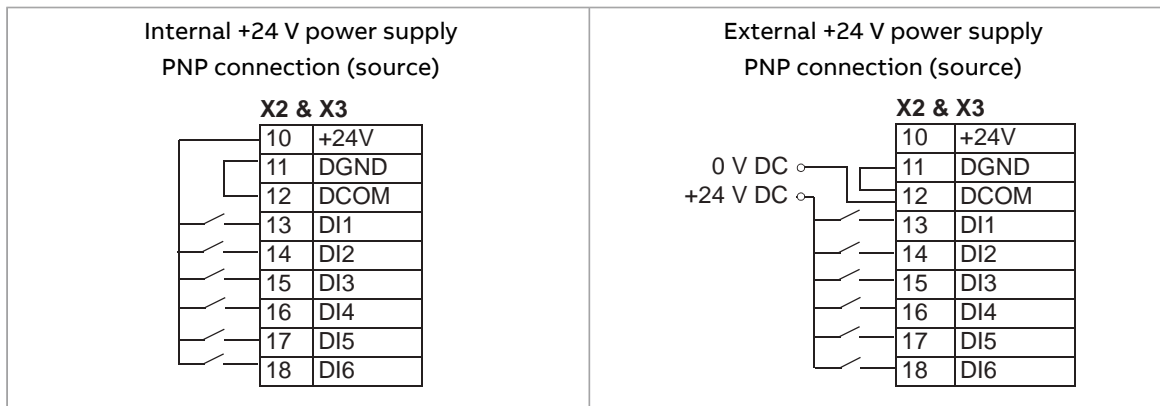 Internal +24 V power supply
PNP connection (source)
X2 & X3
10 +24V
11 DGND
12 DCOM
13 DI1
14 DI2
15 DI3
16 DI4
17 DI5
18 DI6
External +24 V power supply
PNP connection (source)
X2 & X3
10 +24V
0 V DC 11 DGND
+24 V DC 12 DCOM
13 DI1
14 DI2
15 DI3
16 DI4
17 DI5
18 DI6